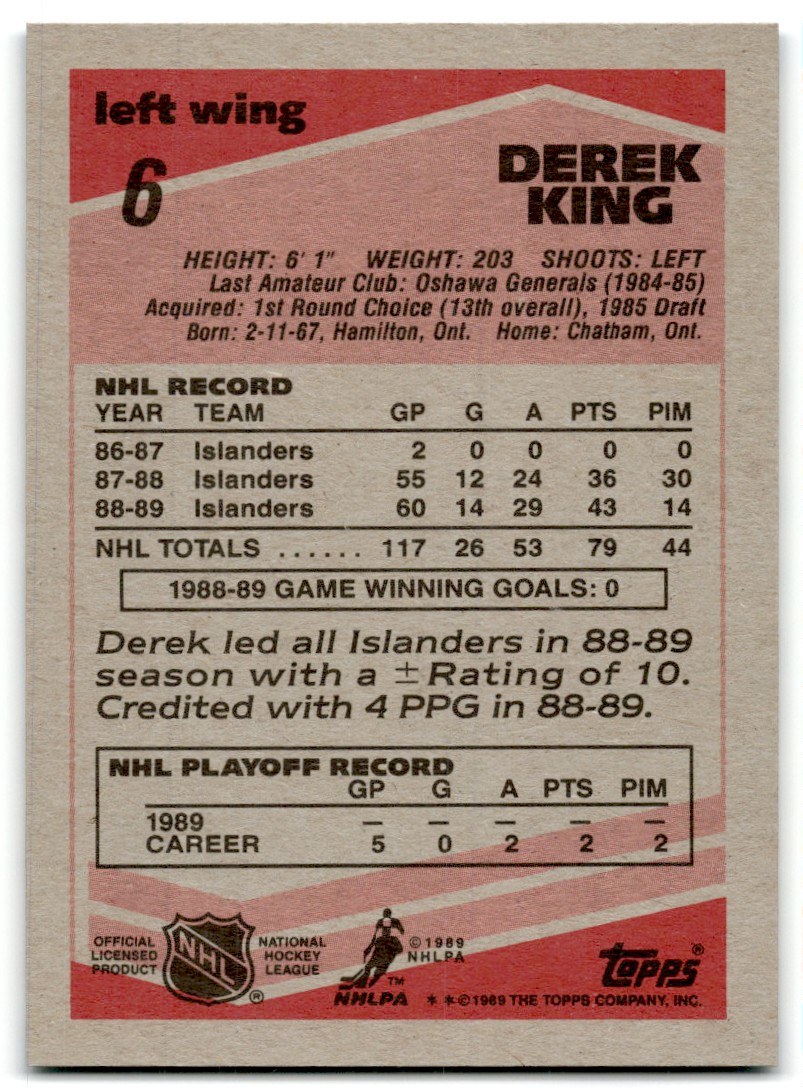 left wing
6
DEREK
KING
HEIGHT: 6' 1" WEIGHT: 203 SHOOTS: LEFT
Last Amateur Club: Oshawa Generals (1984-85)
Acquired: 1st Round Choice (13th overall), 1985 Draft
Born: 2-11-67, Hamilton, Ont. Home: Chatham, Ont.
NHL RECORD
YEAR TEAM GP G A PTS PIM
86-87 Islanders 2 0 0 0 0
87-88 Islanders 55 12 24 36 30
88-89 Islanders 60 14 29 43 14
NHL TOTALS ...... 117 26 53 79 44
1988-89 GAME WINNING GOALS: 0
Derek led all Islanders in 88-89
season with a ±Rating of 10.
Credited with 4 PPG in 88-89.
NHL PLAYOFF RECORD
GP G A PTS PIM
1989 — — — — —
CAREER 5 0 2 2 2
OFFICIAL
LICENSED
PRODUCT
NHL
®
NATIONAL
HOCKEY
LEAGUE
©1989
NHLPA
™
NHLPA
topps®
* *©1989 THE TOPPS COMPANY, INC.